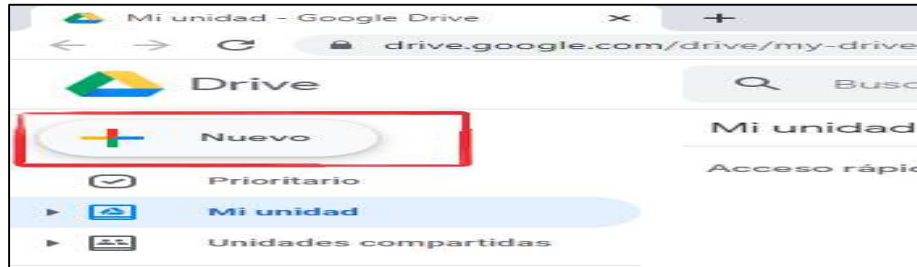 Mi unidad - Google Drive
drive.google.com/drive/my-drive
Drive
Busc
Nuevo
Mi unidad
Prioritario
Acceso rápi
Mi unidad
Unidades compartidas